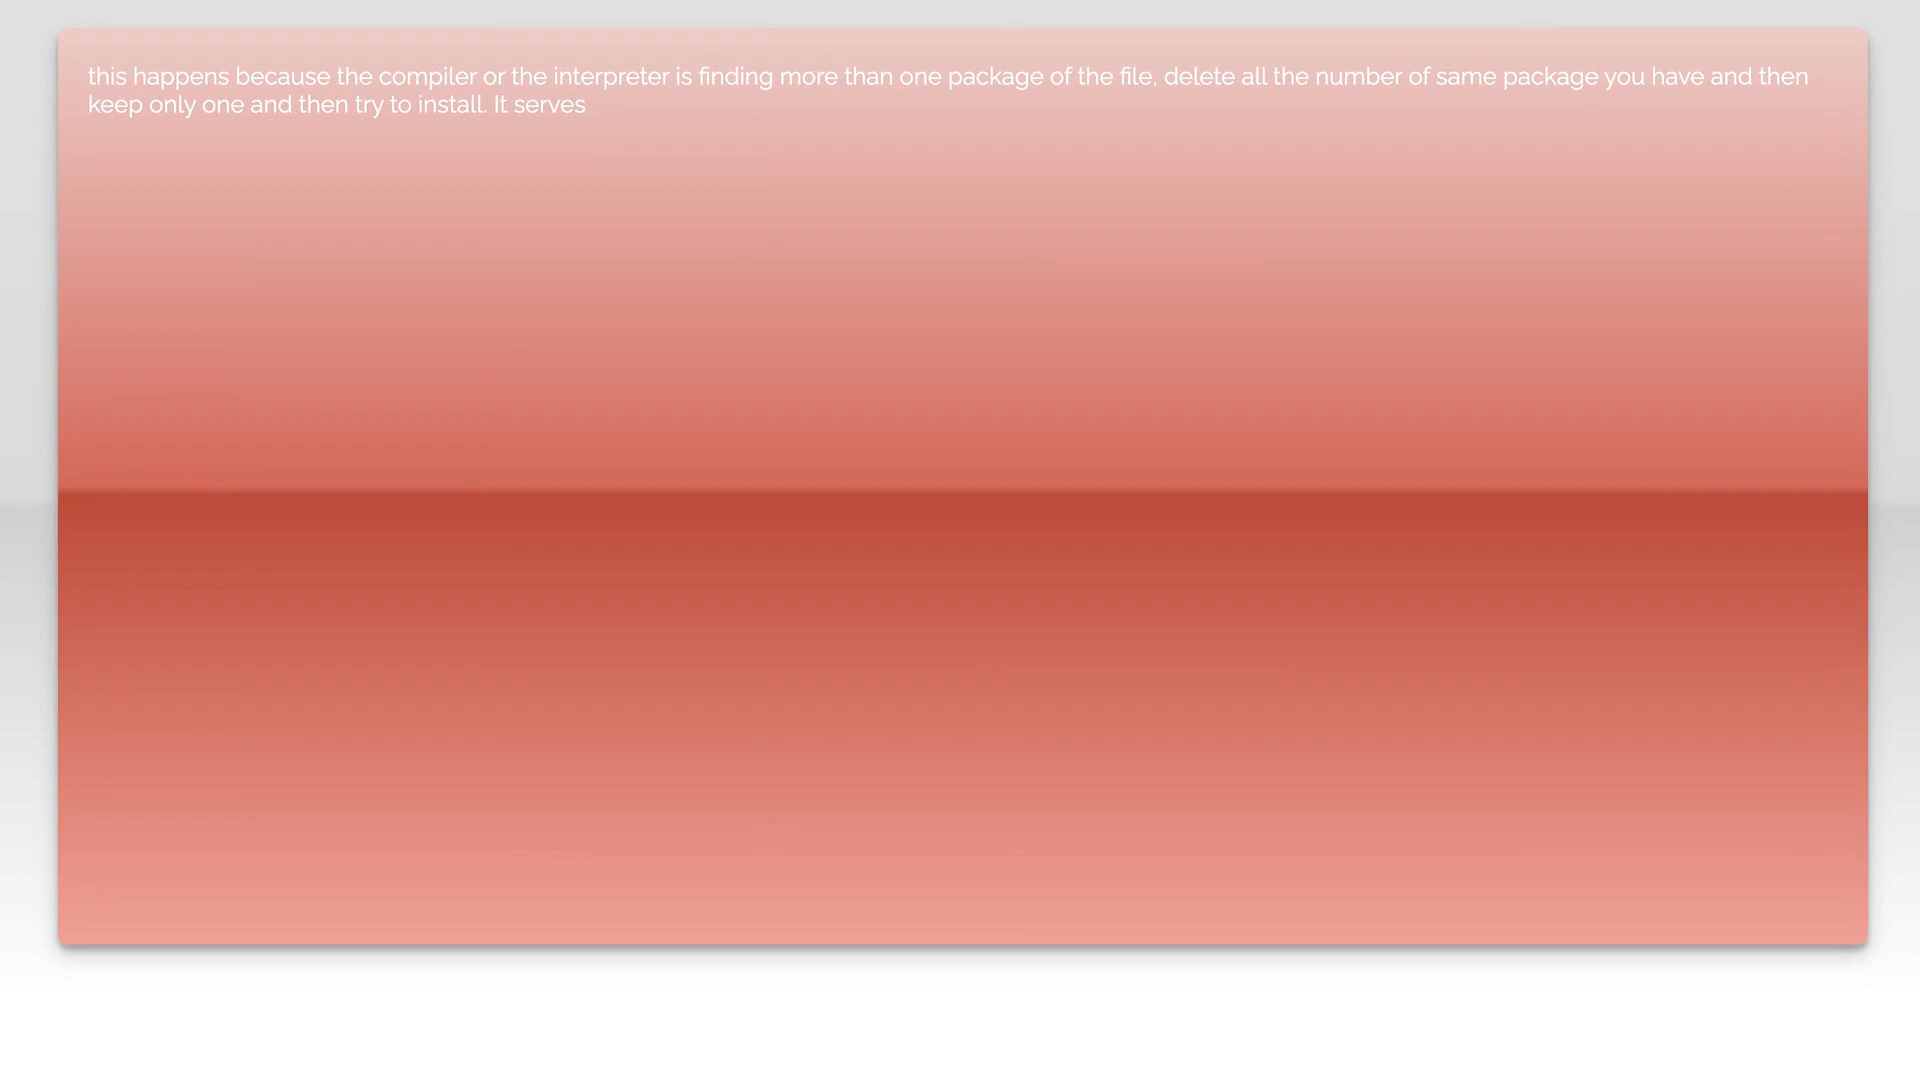 this happens because the compiler or the interpreter is finding more than one package of the file, delete all the number of same package you have and then
keep only one and then try to install. It serves